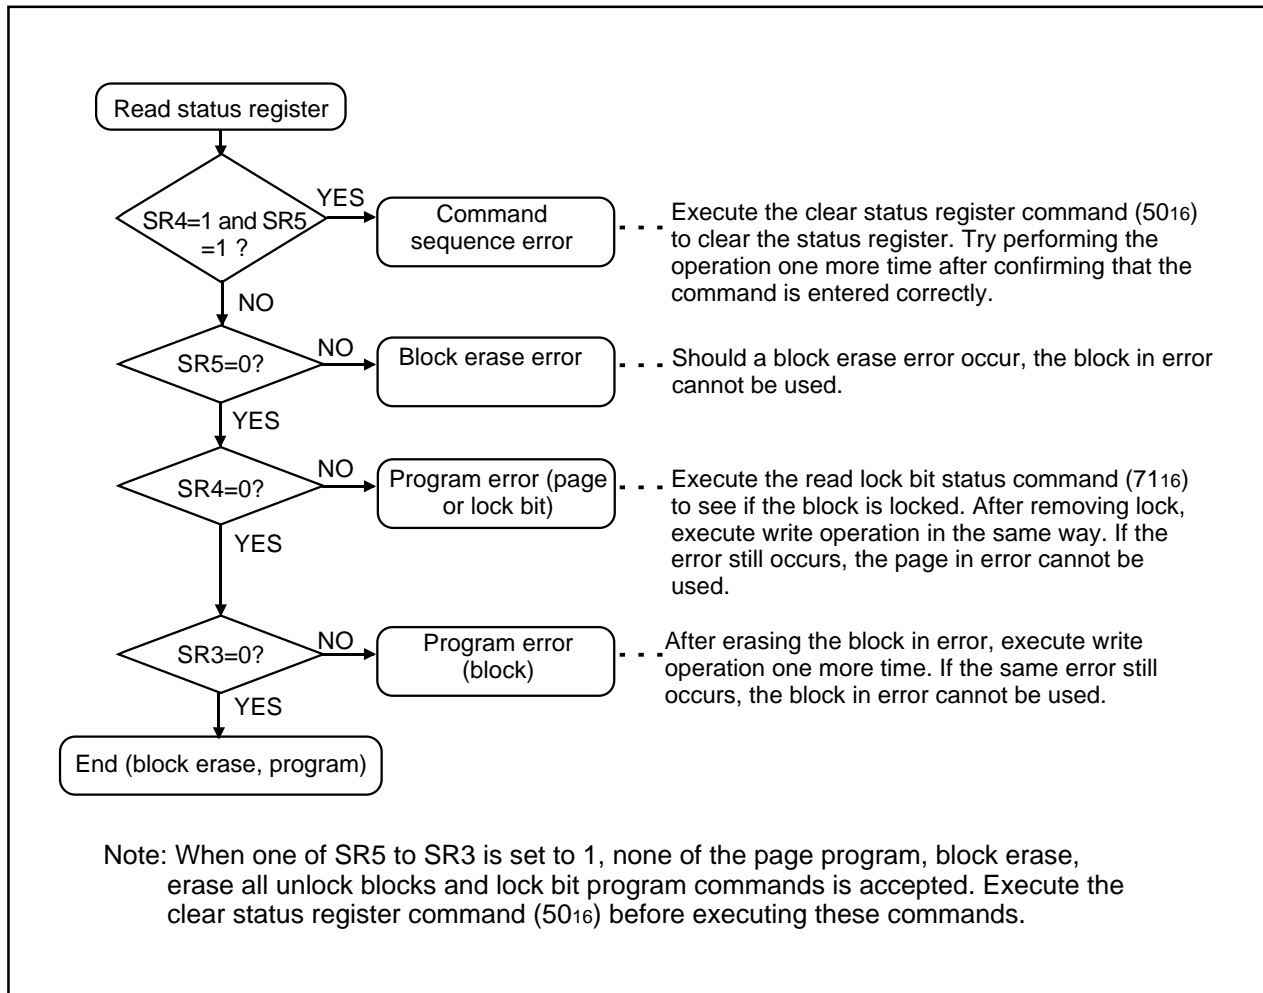 Read status register
SR4=1 and SR5
=1 ?
YES
Command
sequence error
Execute the clear status register command (5016)
to clear the status register. Try performing the
operation one more time after confirming that the
command is entered correctly.
NO
SR5=0?
NO
Block erase error
Should a block erase error occur, the block in error
cannot be used.
YES
SR4=0?
NO
Program error (page
or lock bit)
Execute the read lock bit status command (7116)
to see if the block is locked. After removing lock,
execute write operation in the same way. If the
error still occurs, the page in error cannot be
used.
YES
SR3=0?
NO
Program error
(block)
After erasing the block in error, execute write
operation one more time. If the same error still
occurs, the block in error cannot be used.
YES
End (block erase, program)
Note: When one of SR5 to SR3 is set to 1, none of the page program, block erase,
erase all unlock blocks and lock bit program commands is accepted. Execute the
clear status register command (5016) before executing these commands.